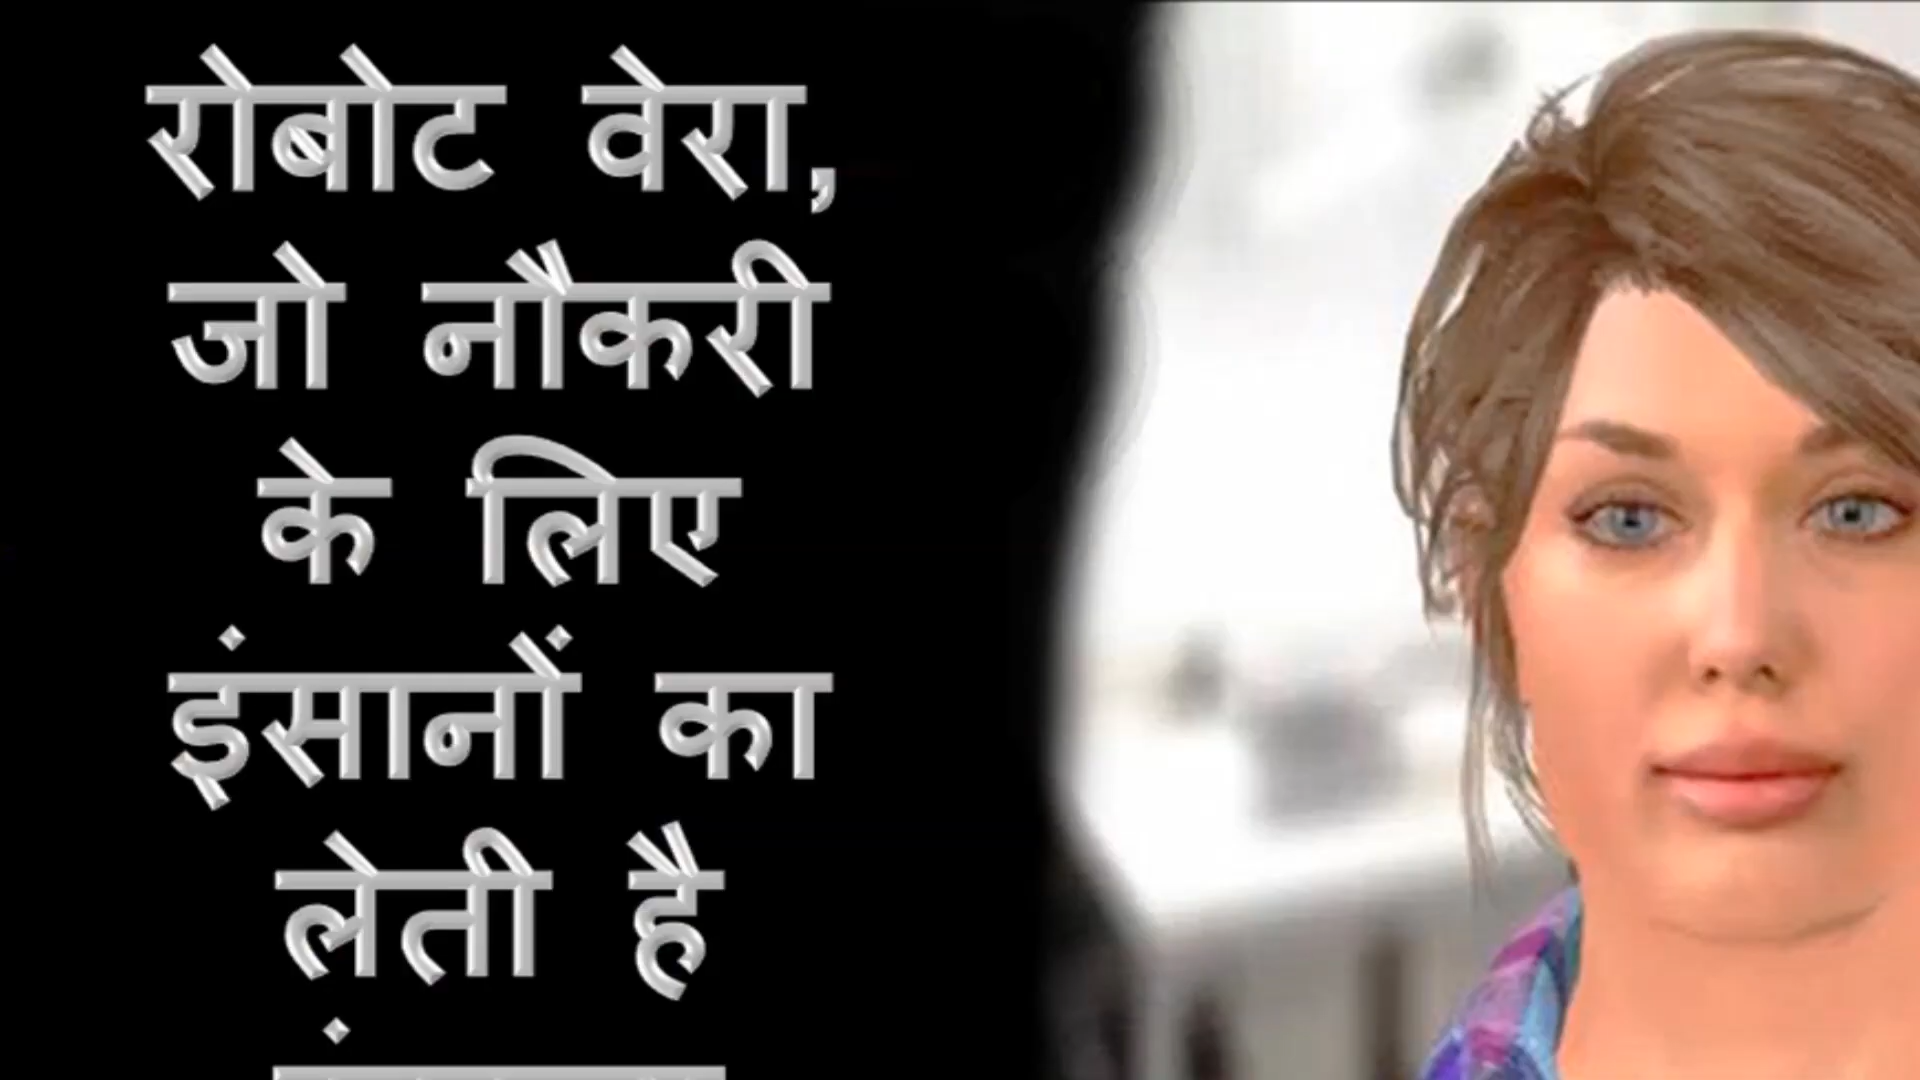 रोबोट वेरा,
जो नौकरी
के लिए
इंसानों का
लेती है